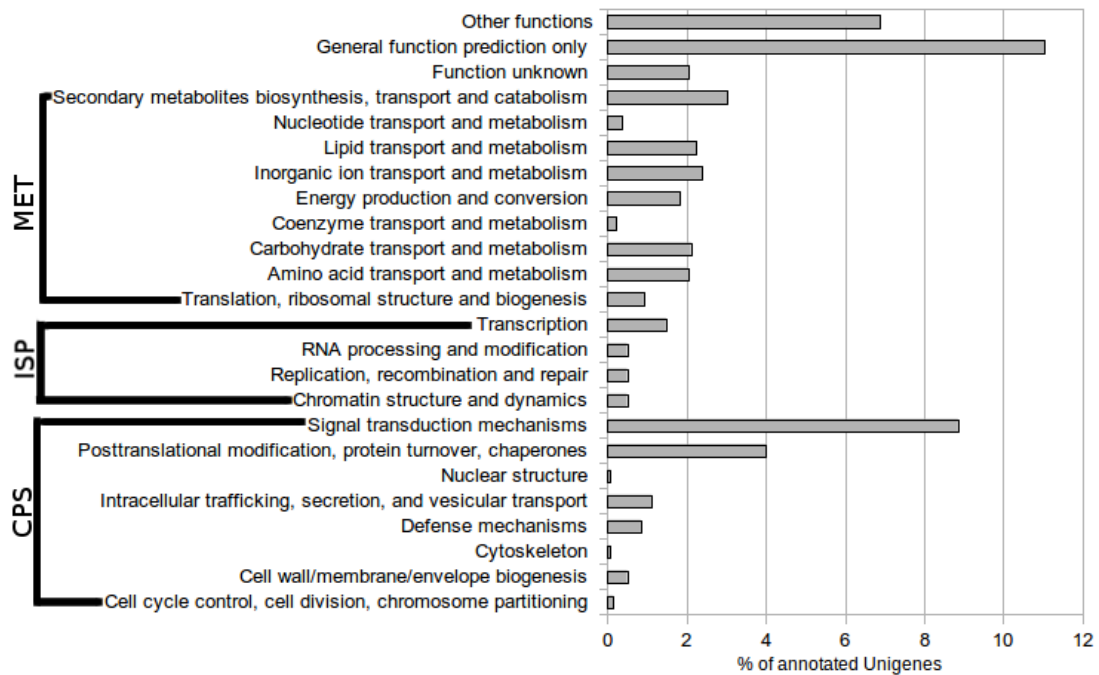 Other functions
General function prediction only
Function unknown
Secondary metabolites biosynthesis, transport and catabolism
Nucleotide transport and metabolism
Lipid transport and metabolism
Inorganic ion transport and metabolism
Energy production and conversion
Coenzyme transport and metabolism
Carbohydrate transport and metabolism
Amino acid transport and metabolism
Translation, ribosomal structure and biogenesis
MET
Transcription
RNA processing and modification
Replication, recombination and repair
Chromatin structure and dynamics
ISP
Signal transduction mechanisms
Posttranslational modification, protein turnover, chaperones
Nuclear structure
Intracellular trafficking, secretion, and vesicular transport
Defense mechanisms
Cytoskeleton
Cell wall/membrane/envelope biogenesis
Cell cycle control, cell division, chromosome partitioning
CPS
0 2 4 6 8 10 12
% of annotated Unigenes